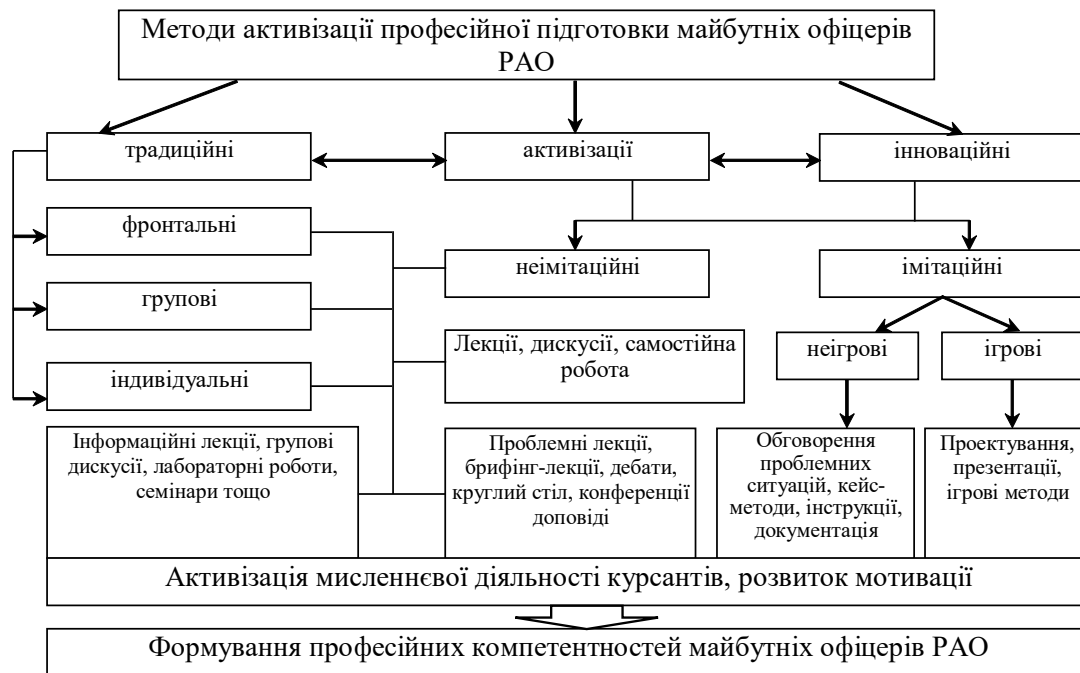 Методи активізації професійної підготовки майбутніх офіцерів
РАО
традиційні
активізації
інноваційні
фронтальні
неімітаційні
імітаційні
групові
Лекції, дискусії, самостійна
робота
неігрові
ігрові
індивідуальні
Інформаційні лекції, групові
дискусії, лабораторні роботи,
семінари тощо
Проблемні лекції,
брифінг-лекції, дебати,
круглий стіл, конференції
доповіді
Обговорення
проблемних
ситуацій, кейс-
методи, інструкції,
документація
Проектування,
презентації,
ігрові методи
Активізація мисленнєвої діяльності курсантів, розвиток мотивації
Формування професійних компетентностей майбутніх офіцерів РАО